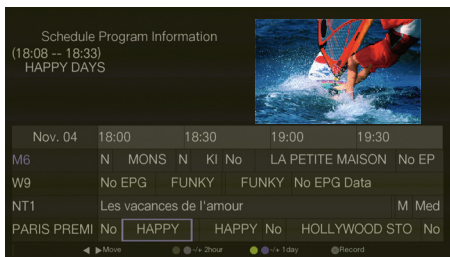 Schedule Program Information
(18:08 -- 18:33)
HAPPY DAYS
Nov. 04 18:00 18:30 19:00 19:30
M6 N MONS N KI No LA PETITE MAISON No EP
W9 No EPG FUNKY FUNKY No EPG Data
NT1 Les vacances de l'amour M Med
PARIS PREMI No HAPPY HAPPY No HOLLYWOOD STO No
Move -/+ 2hour -/+ 1day Record